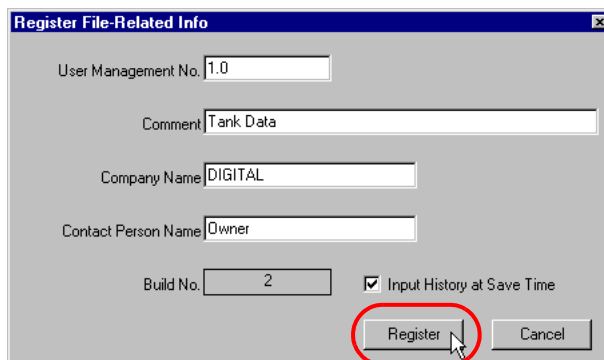 Register File-Related Info
User Management No. 1.0
Comment Tank Data
Company Name DIGITAL
Contact Person Name Owner
Build No. 2 Input History at Save Time
Register Cancel